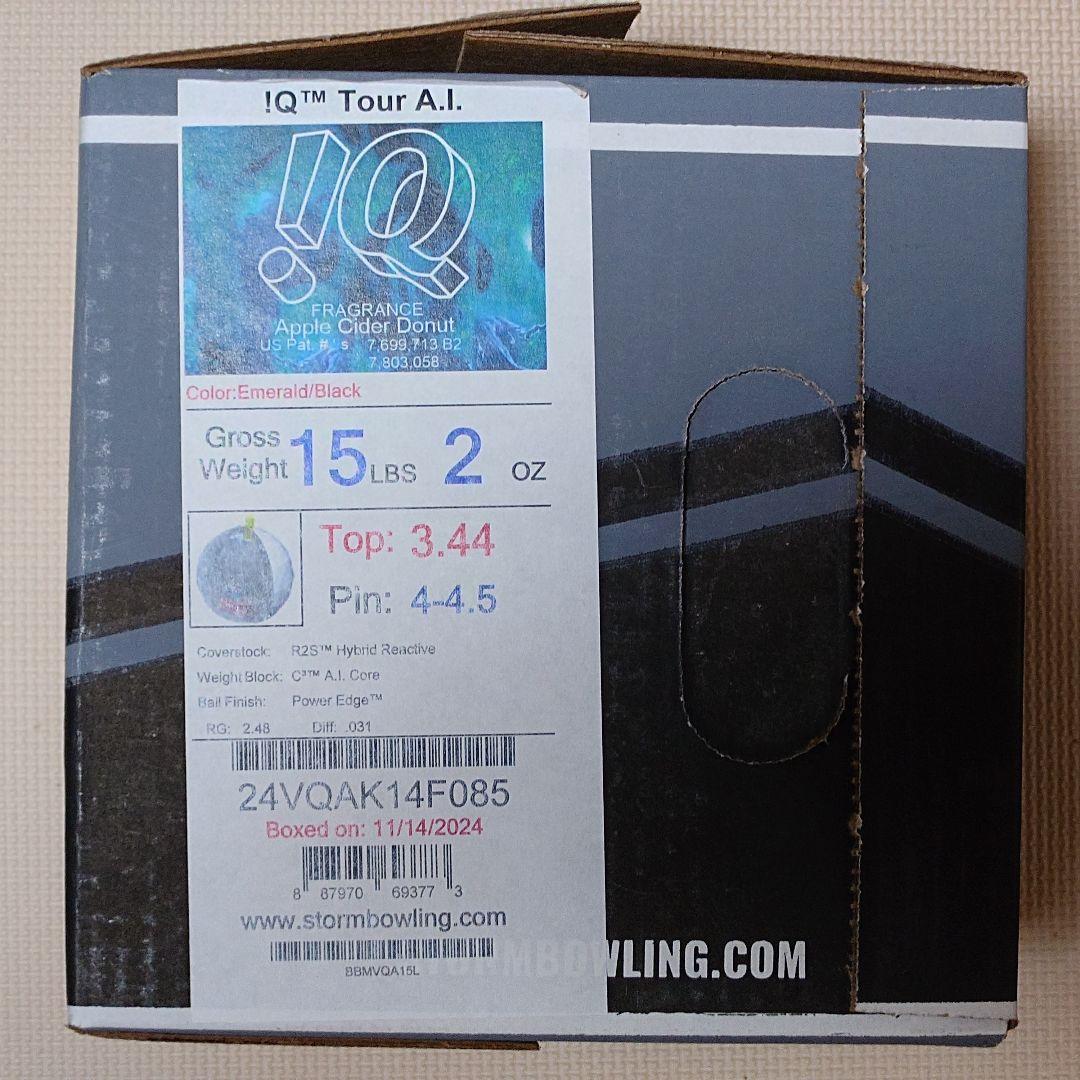 !Q™ Tour A.I.
!Q
FRAGRANCE
Apple Cider Donut
US Pat. #'s 7,699,713 B2
7,803,058
Color:Emerald/Black
Gross Weight 15 LBS 2 OZ
Top: 3.44
Pin: 4-4.5
Coverstock: R2S™ Hybrid Reactive
Weight Block: C³™ A.I. Core
Ball Finish: Power Edge™
RG: 2.48 Diff: .031
24VQAK14F085
Boxed on: 11/14/2024
8 87970 69377 3
www.stormbowling.com
BBMVQA15L
WLING.COM